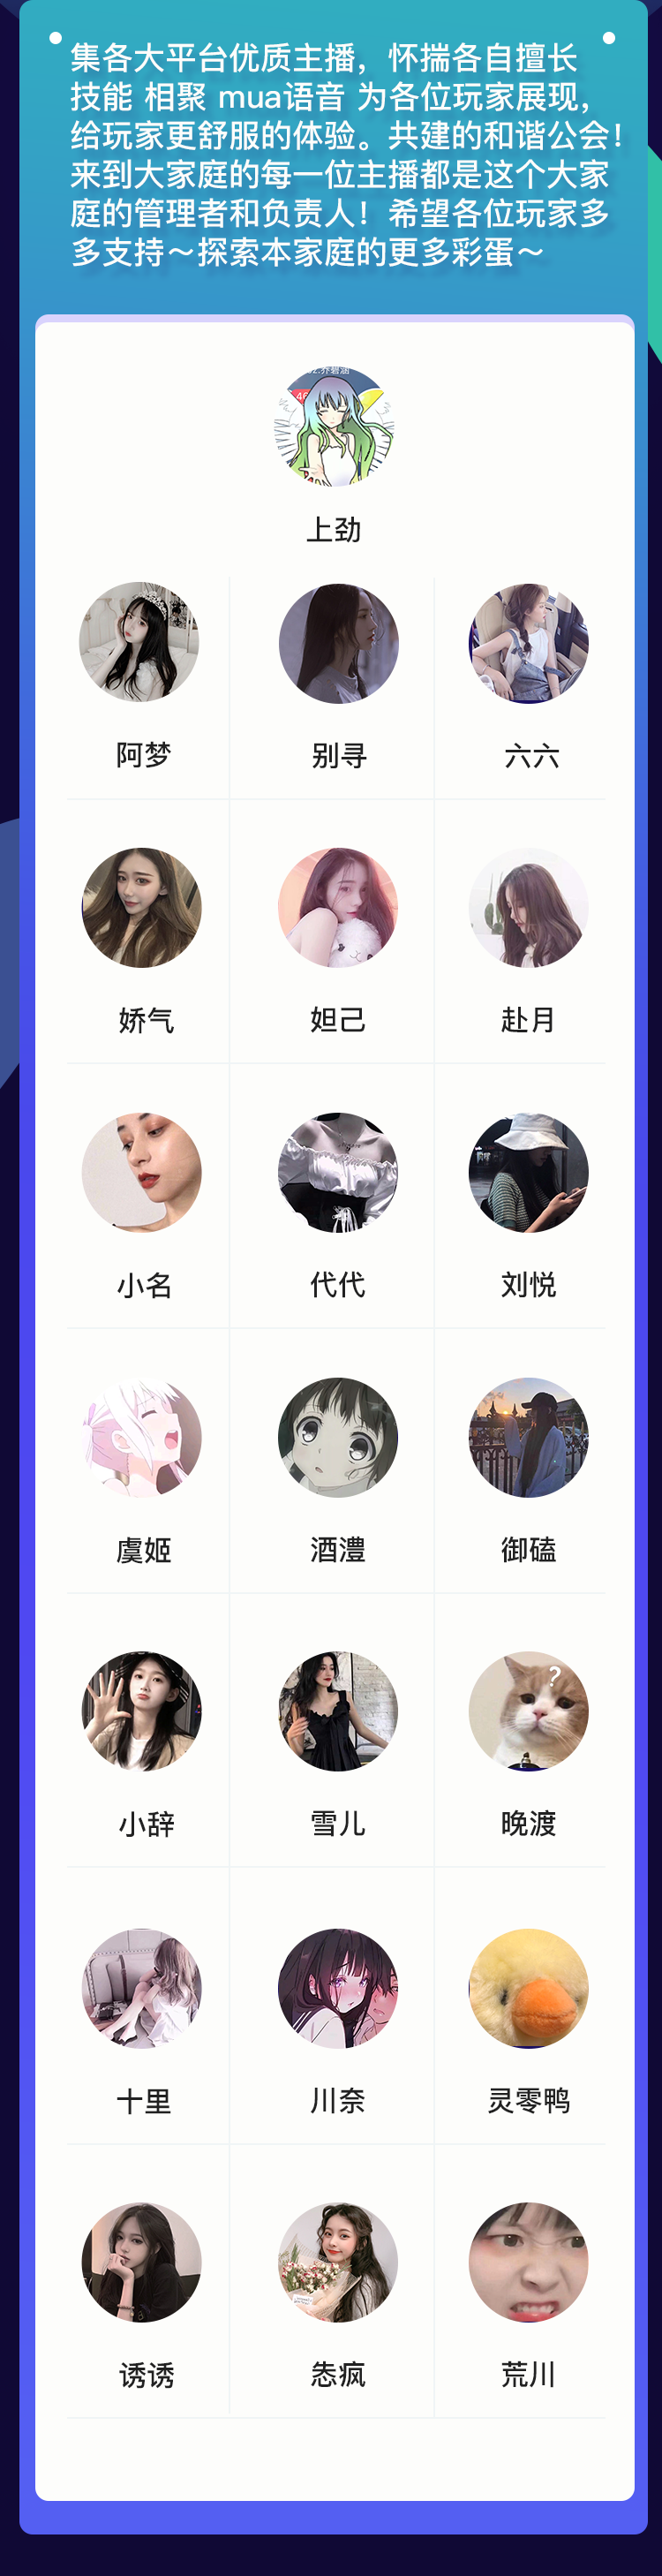 集各大平台优质主播，怀揣各自擅长
技能 相聚 mua语音 为各位玩家展现，
给玩家更舒服的体验。共建的和谐公会！
来到大家庭的每一位主播都是这个大家
庭的管理者和负责人！希望各位玩家多
多支持～探索本家庭的更多彩蛋～
乔碧涵
46
上劲
阿梦 别寻 六六
娇气 妲己 赴月
小名 代代 刘悦
虞姬 酒澧 御磕
?
小辞 雪儿 晚渡
十里 川奈 灵零鸭
诱诱 恷疯 荒川